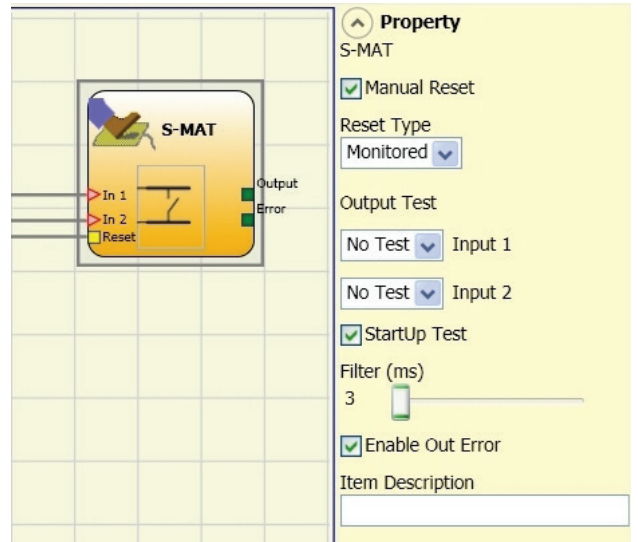 S-MAT
In 1
In 2
Reset
Output
Error
Property
S-MAT
Manual Reset
Reset Type
Monitored
Output Test
No Test Input 1
No Test Input 2
StartUp Test
Filter (ms)
3
Enable Out Error
Item Description